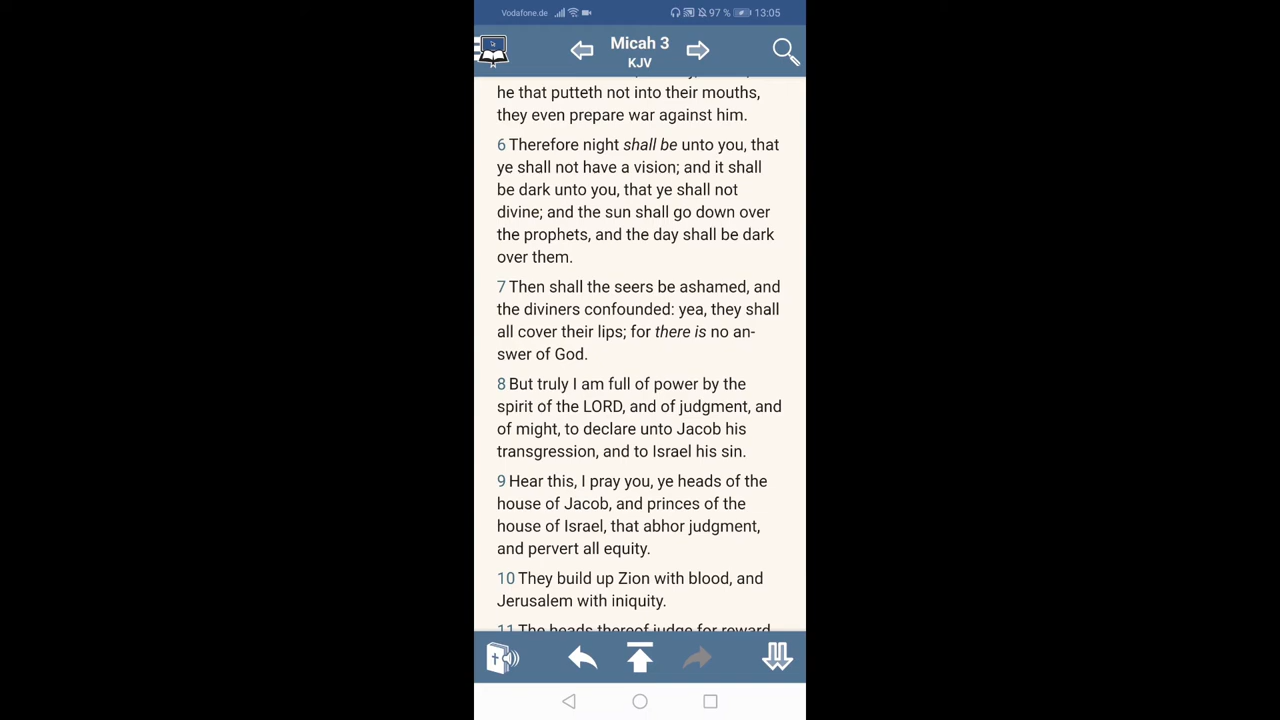 Vodafone.de 97 % 13:05
Micah 3
KJV
he that putteth not into their mouths,
they even prepare war against him.
6 Therefore night shall be unto you, that
ye shall not have a vision; and it shall
be dark unto you, that ye shall not
divine; and the sun shall go down over
the prophets, and the day shall be dark
over them.
7 Then shall the seers be ashamed, and
the diviners confounded: yea, they shall
all cover their lips; for there is no an-
swer of God.
8 But truly I am full of power by the
spirit of the LORD, and of judgment, and
of might, to declare unto Jacob his
transgression, and to Israel his sin.
9 Hear this, I pray you, ye heads of the
house of Jacob, and princes of the
house of Israel, that abhor judgment,
and pervert all equity.
10 They build up Zion with blood, and
Jerusalem with iniquity.
11 The heads thereof judge for reward